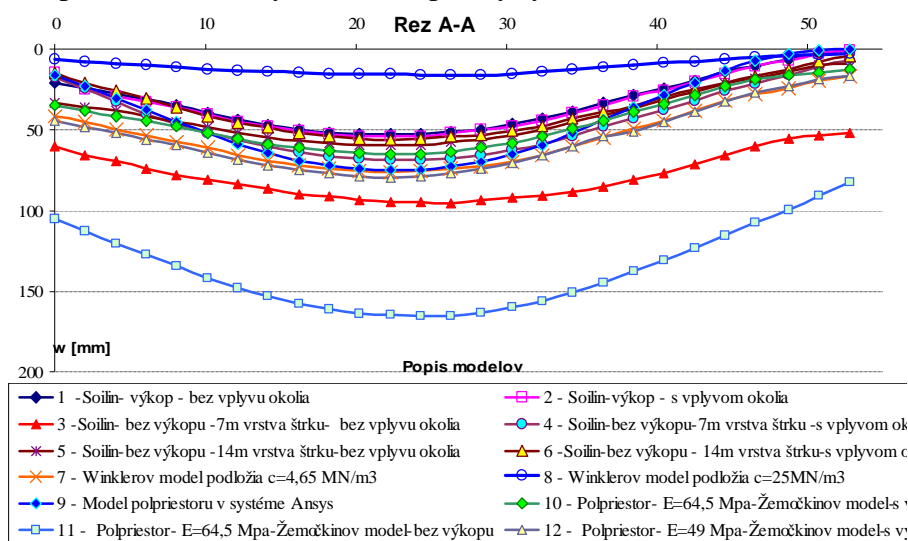 Rez A-A
0 10 20 30 40 50
0
50
100
150
200
w [mm]
Popis modelov
1 -Soilin- výkop - bez vplyvu okolia
2 - Soilin-výkop - s vplyvom okolia
3 -Soilin- bez výkopu -7m vrstva štrku- bez vplyvu okolia
4 - Soilin-bez výkopu-7m vrstva štrku -s vplyvom ok
5 - Soilin-bez výkopu -14m vrstva štrku-bez vplyvu okolia
6 -Soilin-bez výkopu - 14m vrstva štrku-s vplyvom o
7 - Winklerov model podložia c=4,65 MN/m3
8 - Winklerov model podložia c=25MN/m3
9 - Model polpriestoru v systéme Ansys
10 - Polpriestor- E=64,5 Mpa-Žemočkinov model-s v
11 - Polpriestor- E=64,5 Mpa-Žemočkinov model-bez výkopu
12 - Polpriestor- E=49 Mpa-Žemočkinov model-s vy